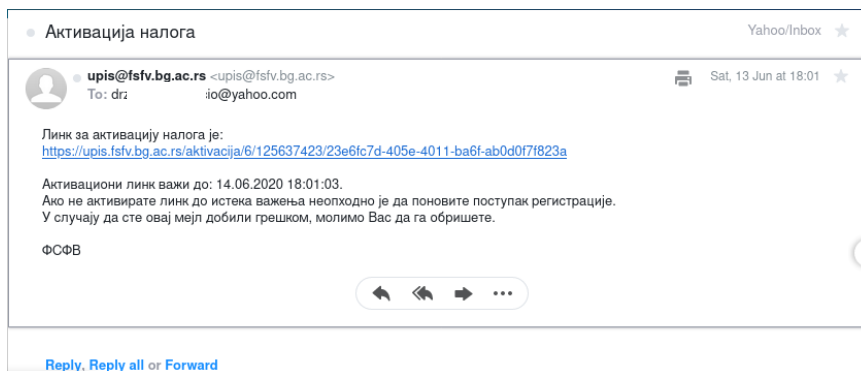 Активација налога
Yahoo/Inbox
upis@fsfv.bg.ac.rs <upis@fsfv.bg.ac.rs>
Sat, 13 Jun at 18:01
To: drz io@yahoo.com
Линк за активацију налога је:
https://upis.fsfv.bg.ac.rs/aktivacija/6/125637423/23e6fc7d-405e-4011-ba6f-ab0d0f7f823a
Активациони линк важи до: 14.06.2020 18:01:03.
Ако не активирате линк до истека важења неопходно је да поновите поступак регистрације.
У случају да сте овај мејл добили грешком, молимо Вас да га обришете.
ФСФВ
Reply, Reply all or Forward